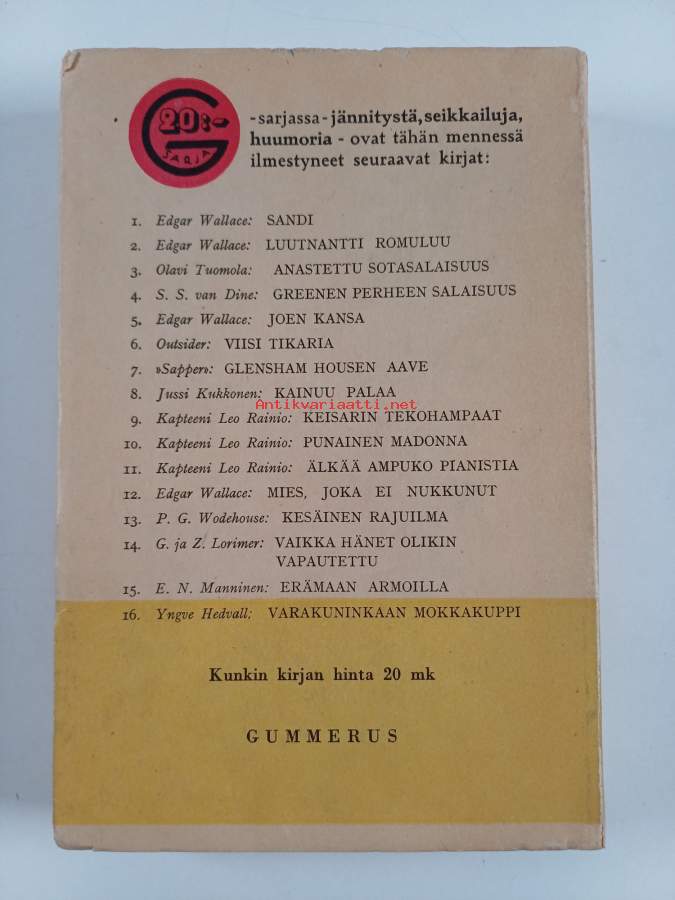 20:-
G
SARJA
-sarjassa - jännitystä, seikkailuja,
huumoria - ovat tähän mennessä
ilmestyneet seuraavat kirjat:
1. Edgar Wallace: SANDI
2. Edgar Wallace: LUUTNANTTI ROMULUU
3. Olavi Tuomola: ANASTETTU SOTASALAISUUS
4. S. S. van Dine: GREENEN PERHEEN SALAISUUS
5. Edgar Wallace: JOEN KANSA
6. Outsider: VIISI TIKARIA
7. »Sapper»: GLENSHAM HOUSEN AAVE
8. Jussi Kukkonen: KAINUU PALAA
Antikvariaatti.net
9. Kapteeni Leo Rainio: KEISARIN TEKOHAMPAAT
10. Kapteeni Leo Rainio: PUNAINEN MADONNA
11. Kapteeni Leo Rainio: ÄLKÄÄ AMPUKO PIANISTIA
12. Edgar Wallace: MIES, JOKA EI NUKKUNUT
13. P. G. Wodehouse: KESÄINEN RAJUILMA
14. G. ja Z. Lorimer: VAIKKA HÄNET OLIKIN
VAPAUTETTU
15. E. N. Manninen: ERÄMAAN ARMOILLA
16. Yngve Hedvall: VARAKUNINKAAN MOKKAKUPPI
Kunkin kirjan hinta 20 mk
GUMMERUS